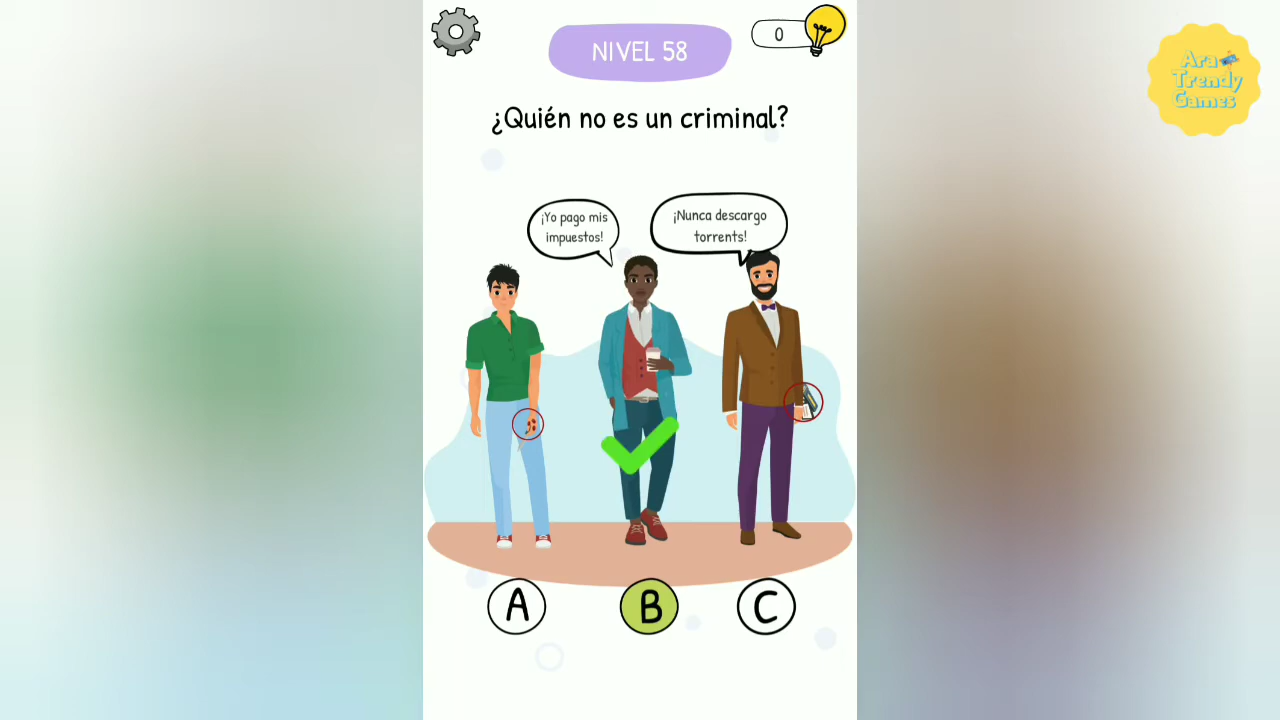 NIVEL 58
0
Ara
Trendy
Games
¿Quién no es un criminal?
¡Yo pago mis
impuestos!
¡Nunca descargo
torrents!
A
B
C